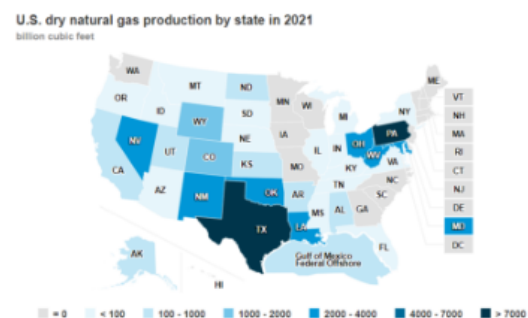 U.S. dry natural gas production by state in 2021
billion cubic feet
WA
MT
ND
MN
WI
ME
OR
ID
SD
MI
NY
WY
IA
NE
PA
NV
UT
CO
IL
IN
OH
WV
VA
CA
KS
MO
KY
NC
AZ
NM
OK
AR
TN
SC
MS
AL
GA
TX
LA
FL
AK
HI
Gulf of Mexico
Federal Offshore
VT
NH
MA
RI
CT
NJ
DE
MD
DC
= 0 < 100 100 - 1000 1000 - 2000 2000 - 4000 4000 - 7000 > 7000